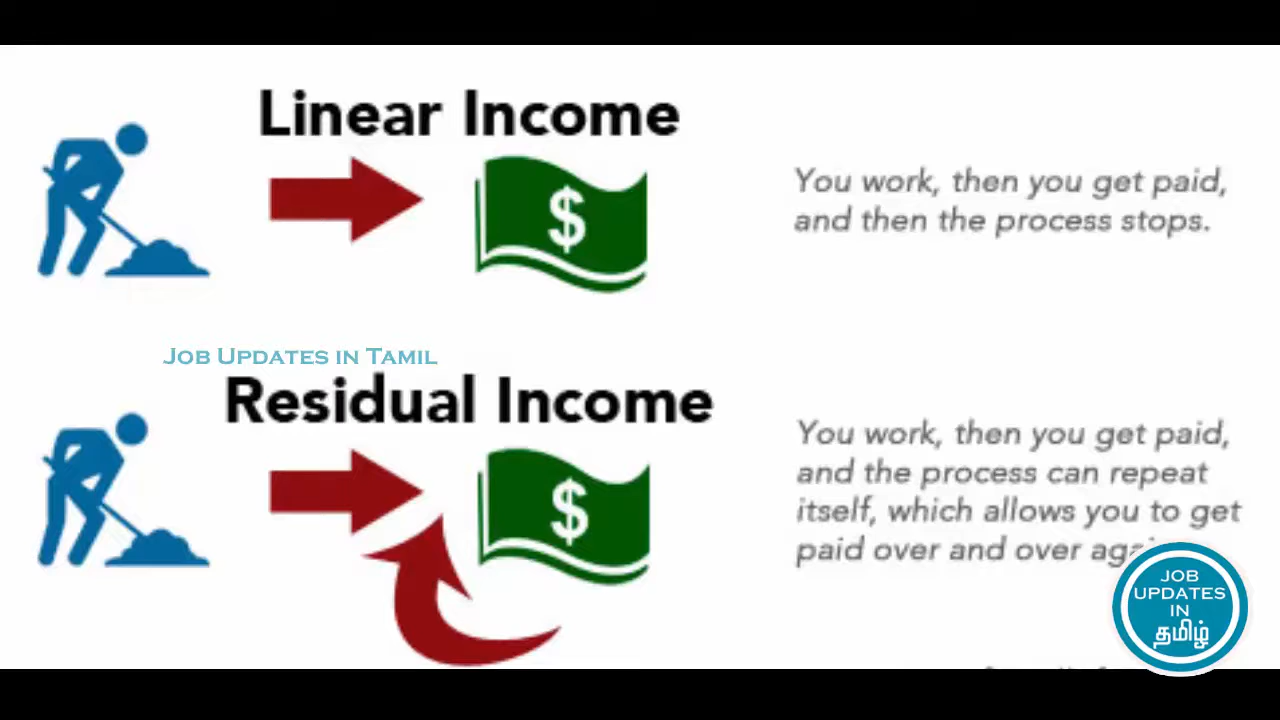 Linear Income
$
You work, then you get paid,
and then the process stops.
JOB UPDATES IN TAMIL
Residual Income
$
You work, then you get paid,
and the process can repeat
itself, which allows you to get
paid over and over
JOB
UPDATES
IN
தமிழ்